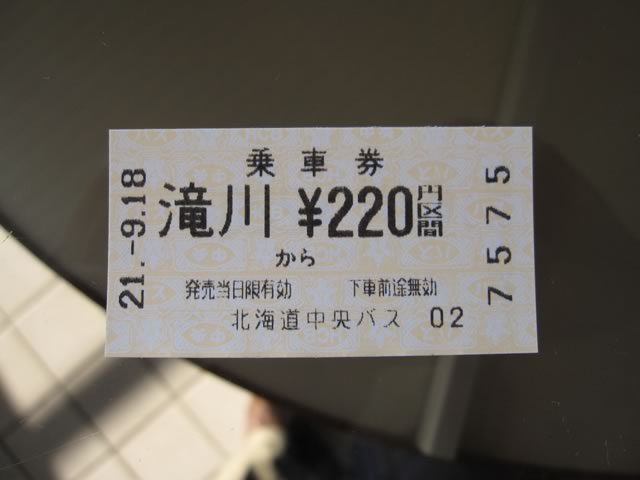 乗車券
滝川 ¥220円区間
から
発売当日限有効 下車前途無効
北海道中央バス 02
21.-9.18
7575